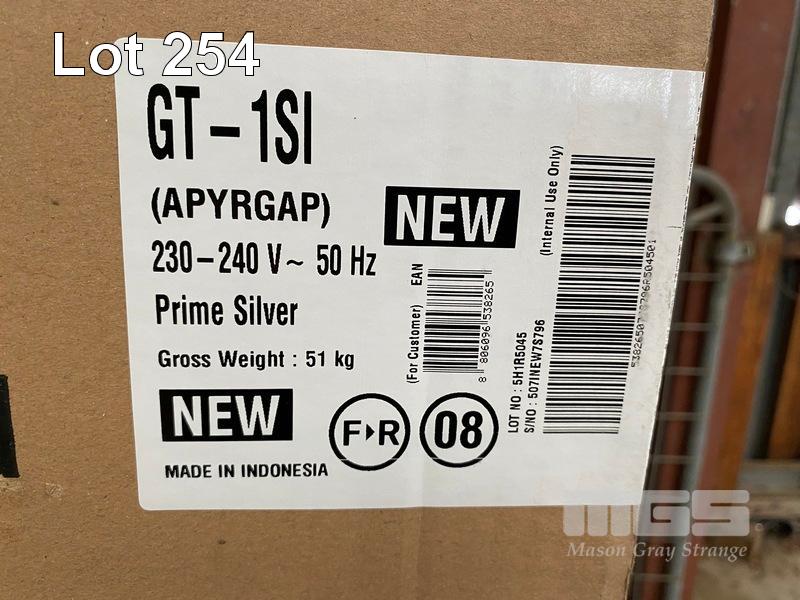 Lot 254
GT-1SI
(APYRGAP)
NEW
230-240 V~ 50 Hz
Prime Silver
Gross Weight : 51 kg
NEW
F▸R
08
MADE IN INDONESIA
(For Customer) EAN
8 806096 538265
LOT NO : 5H1R5045
S/NO : 507INEW7S796
(Internal Use Only)
MGS
Mason Gray Strange